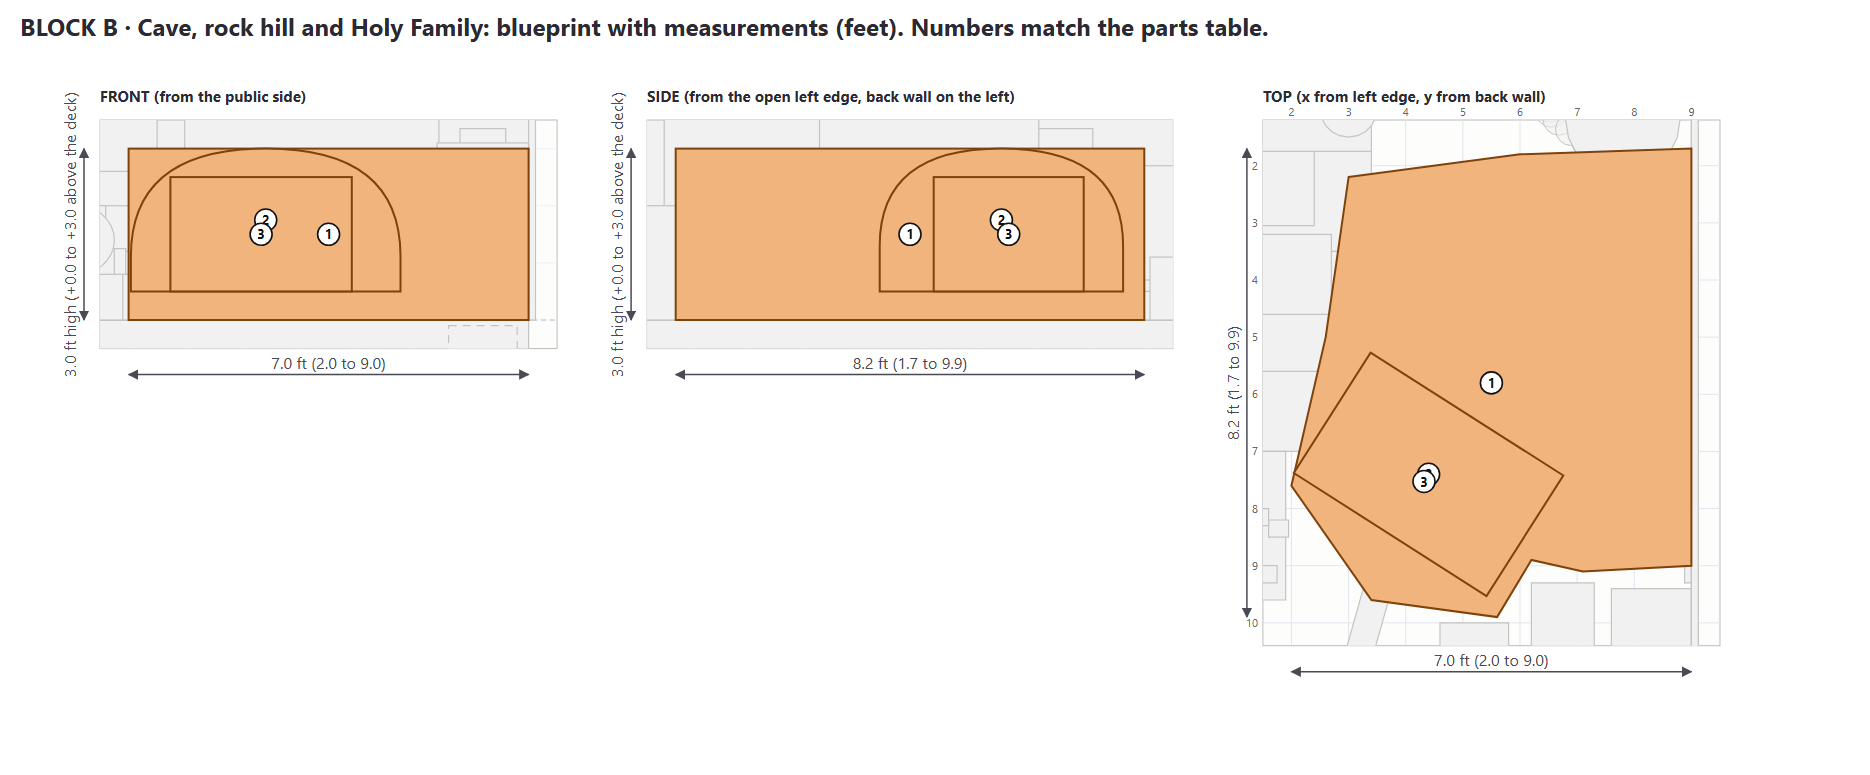 BLOCK B · Cave, rock hill and Holy Family: blueprint with measurements (feet). Numbers match the parts table.
FRONT (from the public side)
3.0 ft high (+0.0 to +3.0 above the deck)
2
3
1
7.0 ft (2.0 to 9.0)
SIDE (from the open left edge, back wall on the left)
3.0 ft high (+0.0 to +3.0 above the deck)
1
2
3
8.2 ft (1.7 to 9.9)
TOP (x from left edge, y from back wall)
2 3 4 5 6 7 8 9
2
3
4
5
6
7
8
9
10
8.2 ft (1.7 to 9.9)
1
3
7.0 ft (2.0 to 9.0)